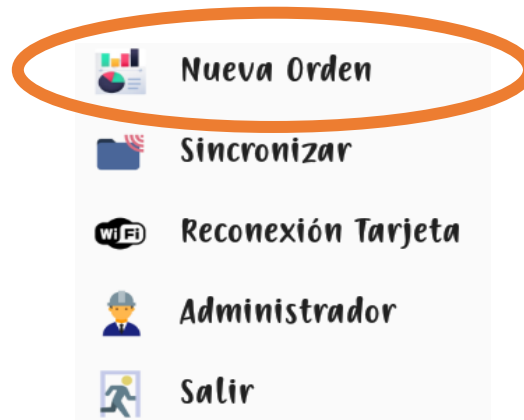 Nueva Orden
Sincronizar
WiFi
Reconexión Tarjeta
Administrador
Salir